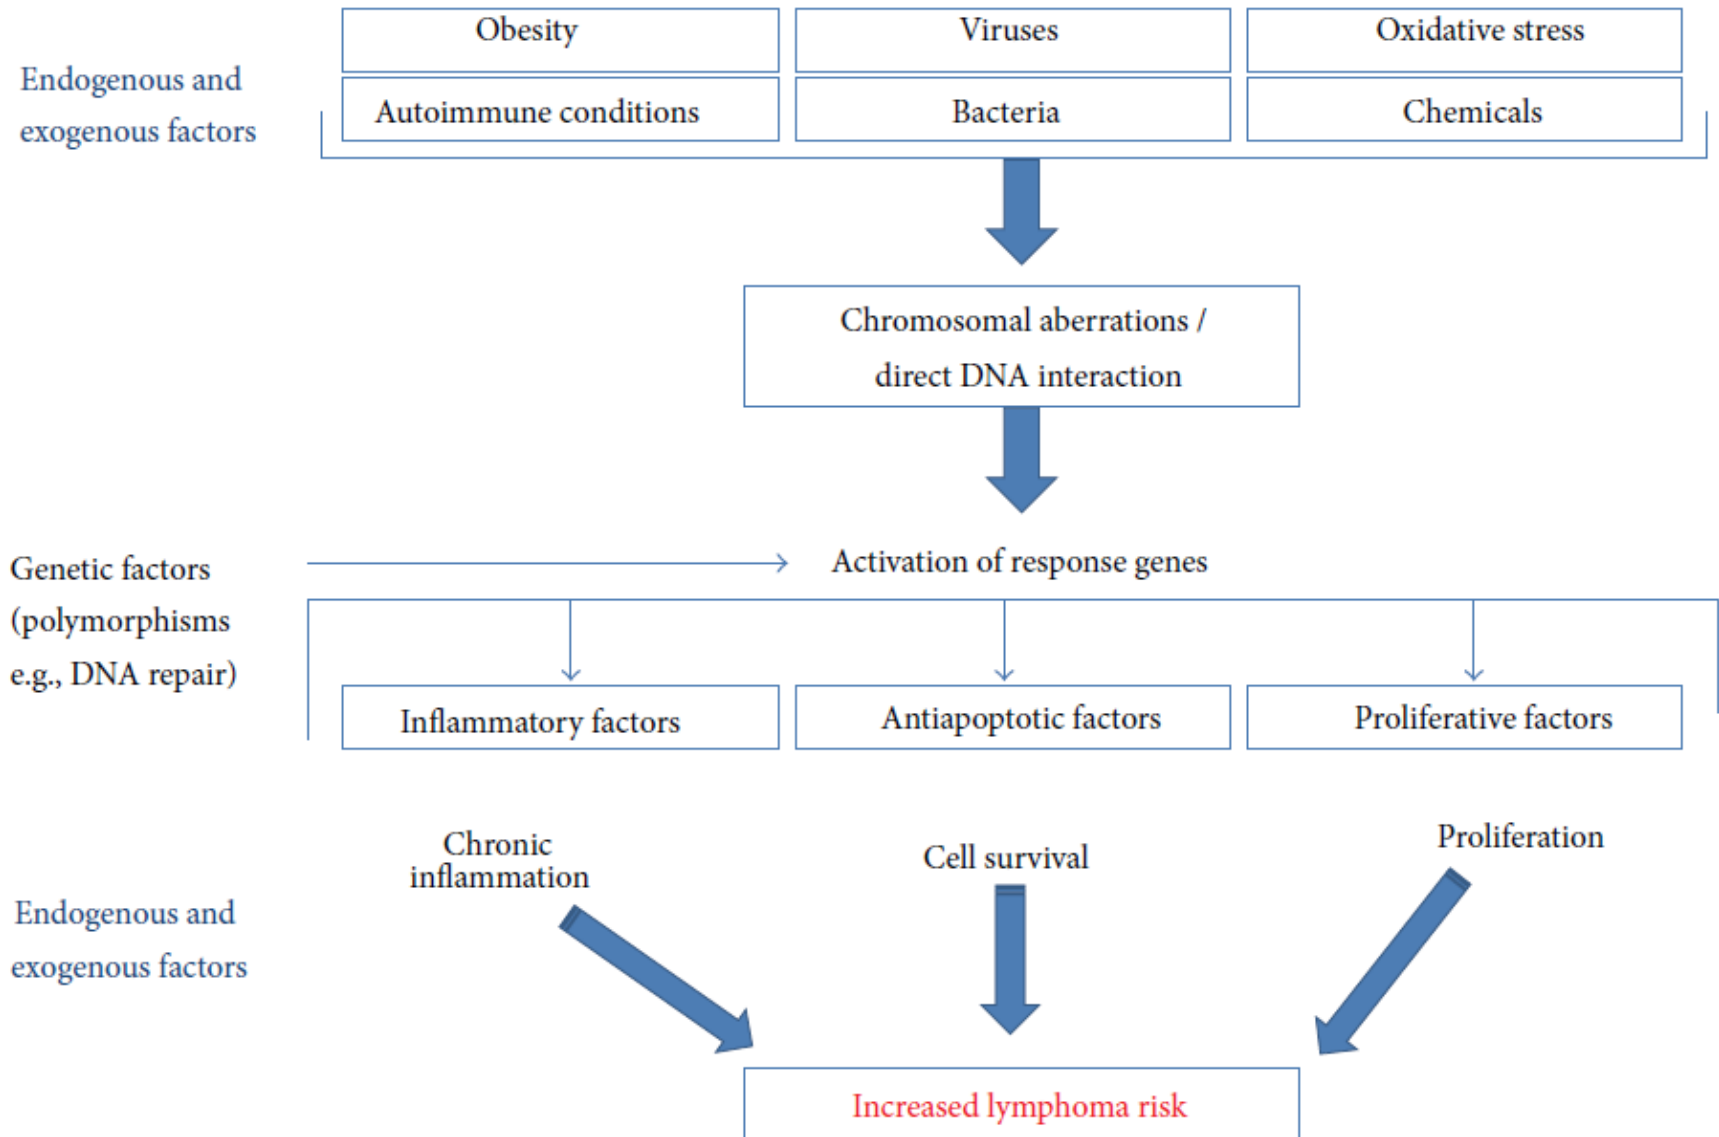 Obesity
Viruses
Oxidative stress
Endogenous and
exogenous factors
Autoimmune conditions
Bacteria
Chemicals
Chromosomal aberrations /
direct DNA interaction
Genetic factors
(polymorphisms
e.g., DNA repair)
Activation of response genes
Inflammatory factors
Antiapoptotic factors
Proliferative factors
Chronic
inflammation
Cell survival
Proliferation
Endogenous and
exogenous factors
Increased lymphoma risk